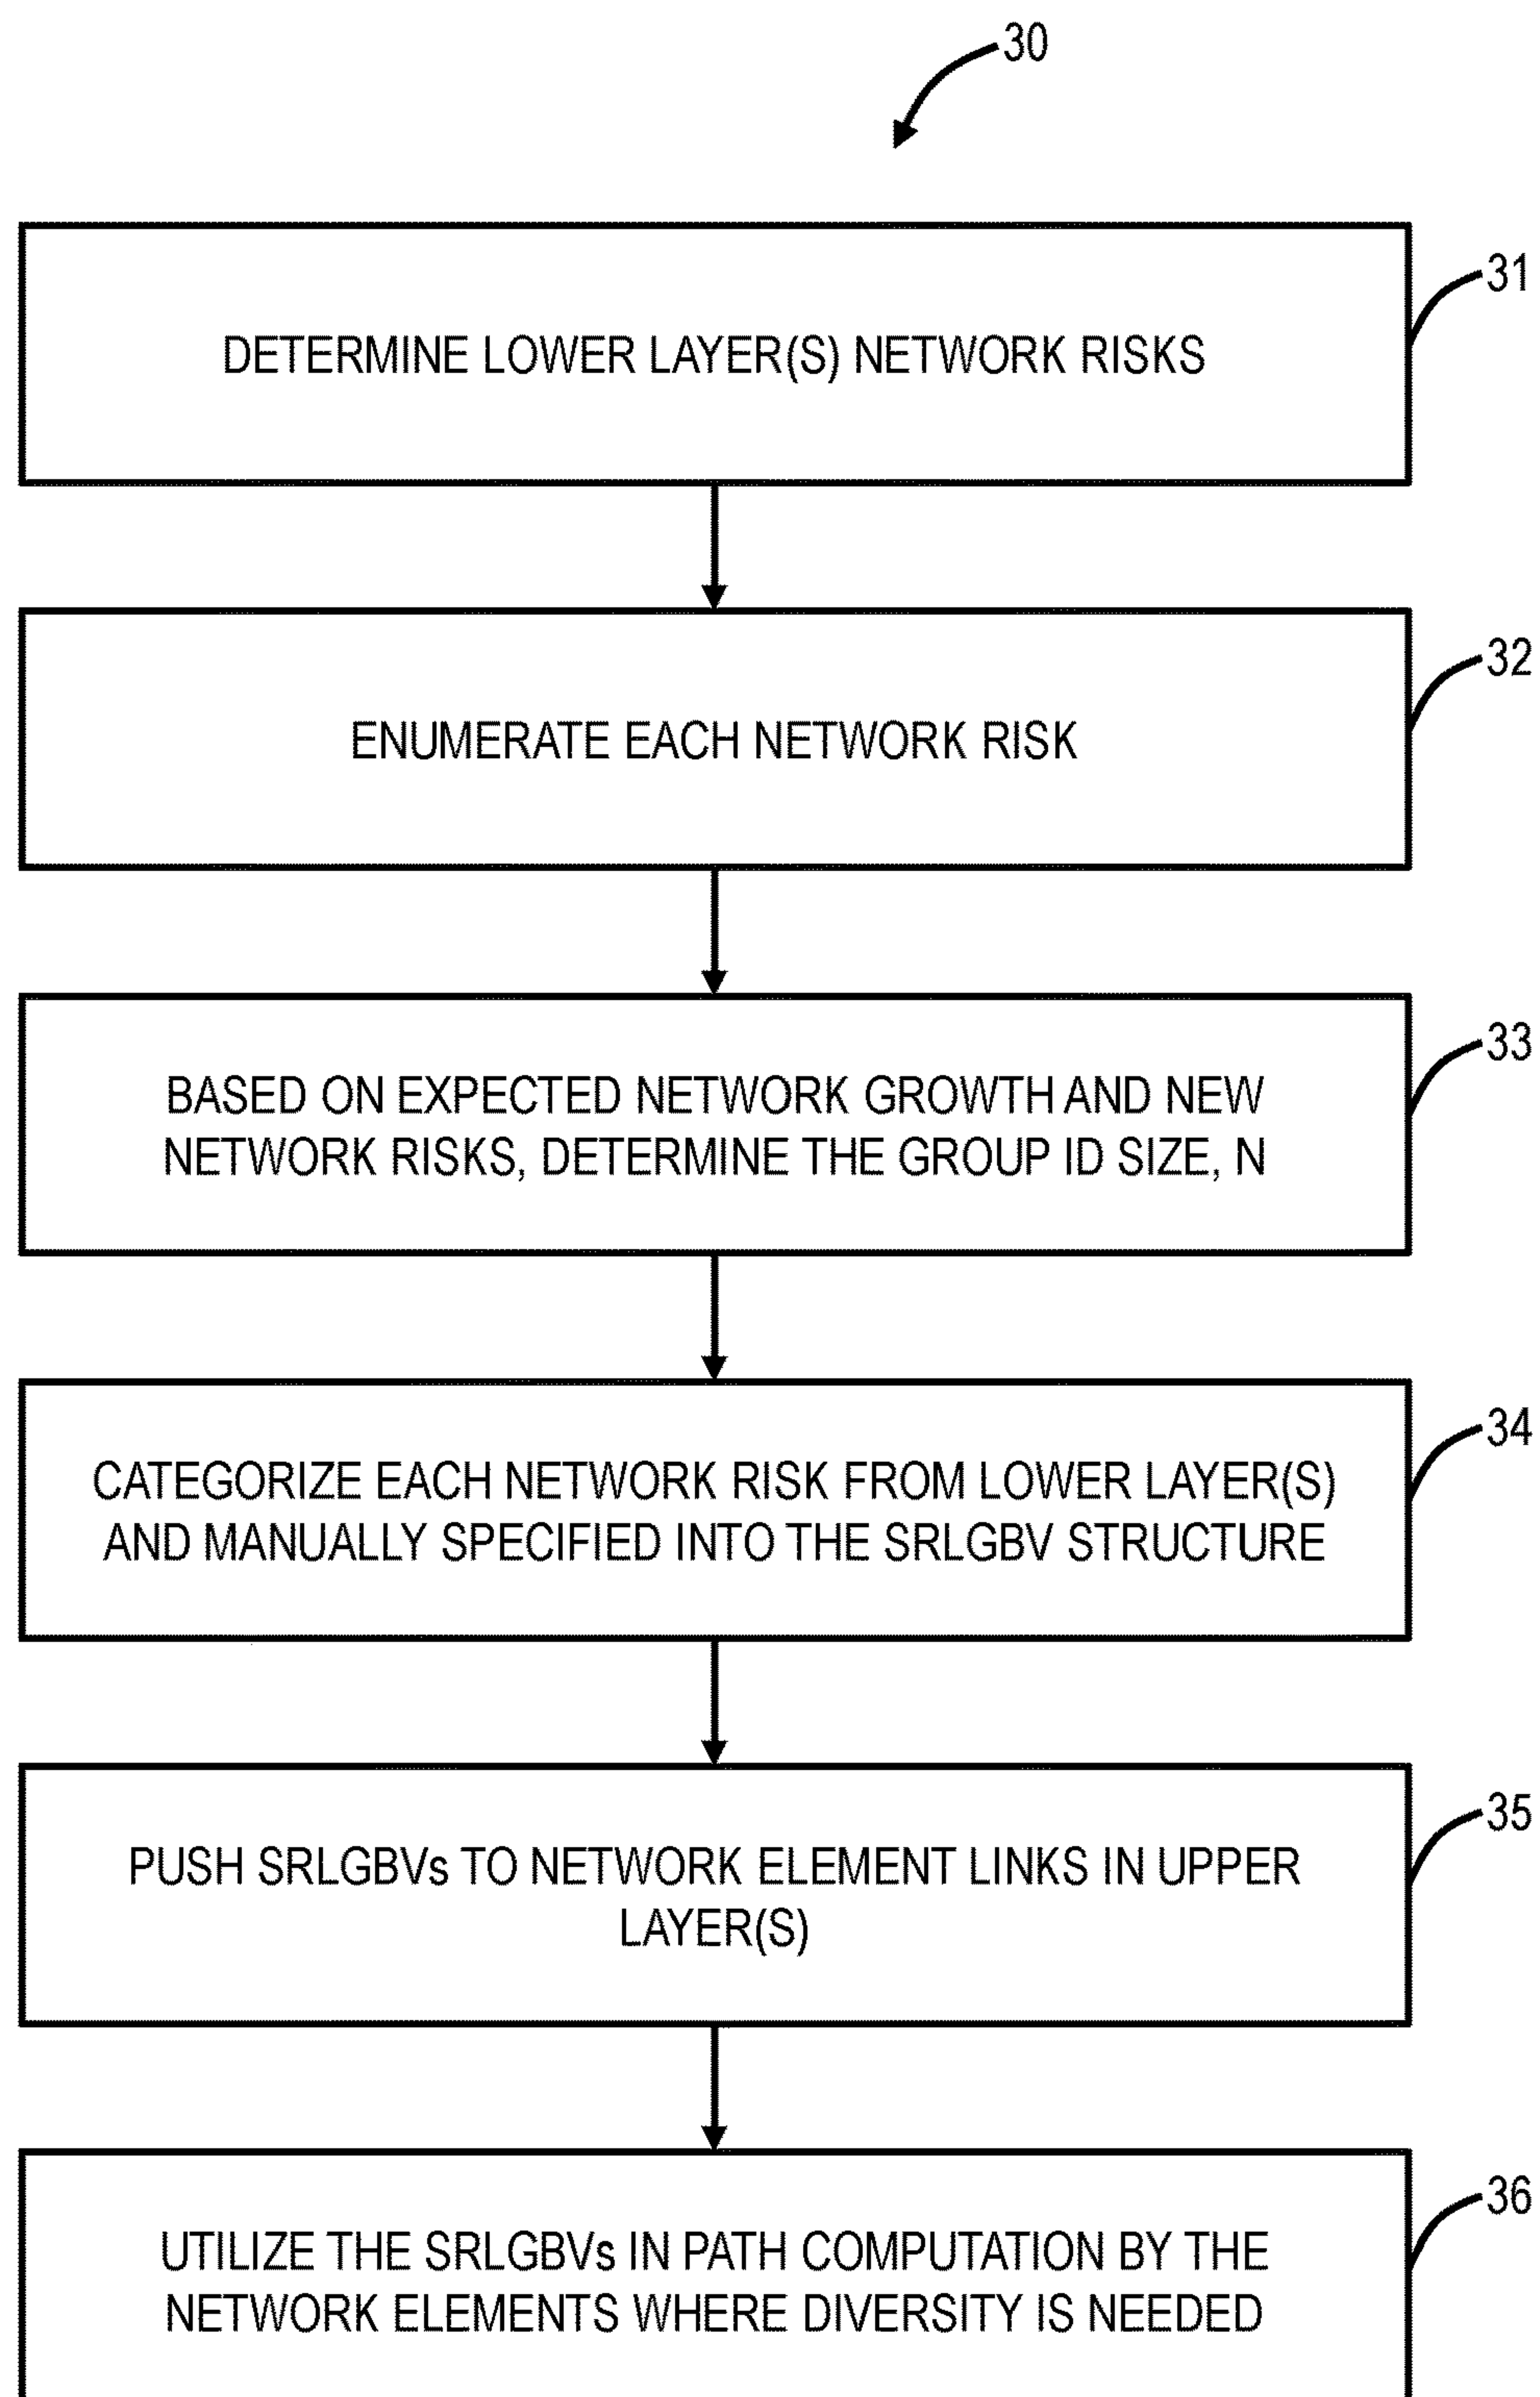 30
31
DETERMINE LOWER LAYER(S) NETWORK RISKS
32
ENUMERATE EACH NETWORK RISK
33
BASED ON EXPECTED NETWORK GROWTH AND NEW
NETWORK RISKS, DETERMINE THE GROUP ID SIZE, N
34
CATEGORIZE EACH NETWORK RISK FROM LOWER LAYER(S)
AND MANUALLY SPECIFIED INTO THE SRLGBV STRUCTURE
35
PUSH SRLGBVs TO NETWORK ELEMENT LINKS IN UPPER
LAYER(S)
36
UTILIZE THE SRLGBVs IN PATH COMPUTATION BY THE
NETWORK ELEMENTS WHERE DIVERSITY IS NEEDED